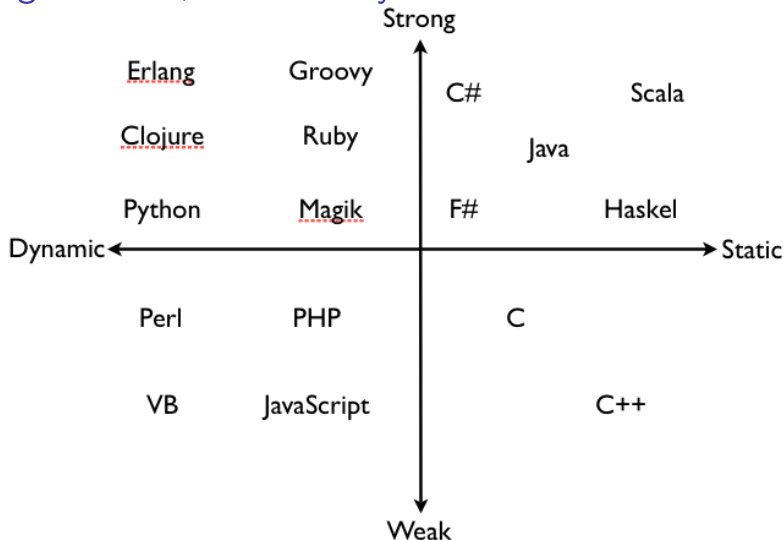 Strong
Erlang Groovy
C# Scala
Clojure Ruby
Java
Python Magik F# Haskel
Dynamic Static
Perl PHP C
VB JavaScript C++
Weak